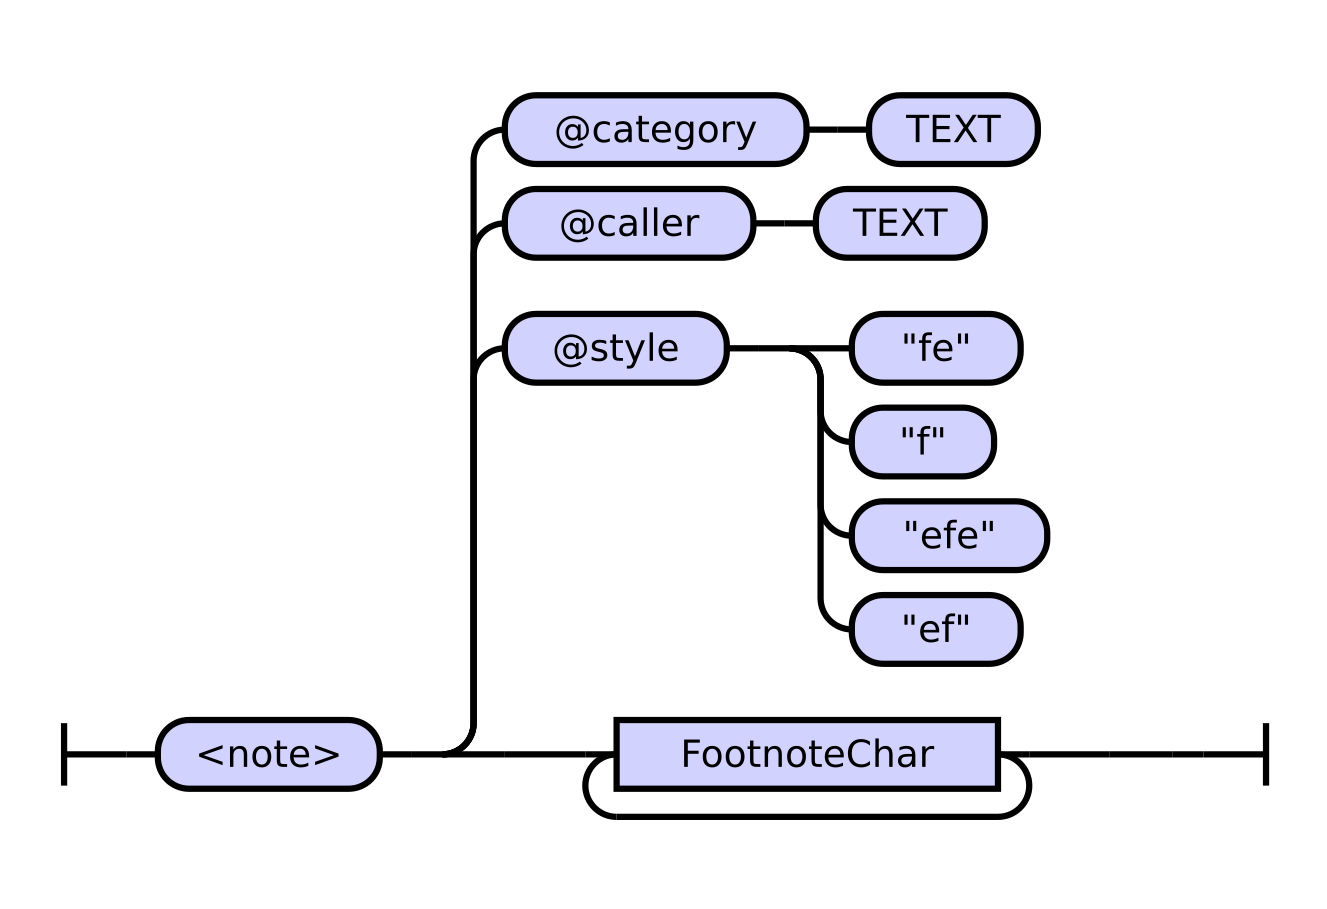 @category TEXT
@caller TEXT
@style "fe"
"f"
"efe"
"ef"
<note> FootnoteChar